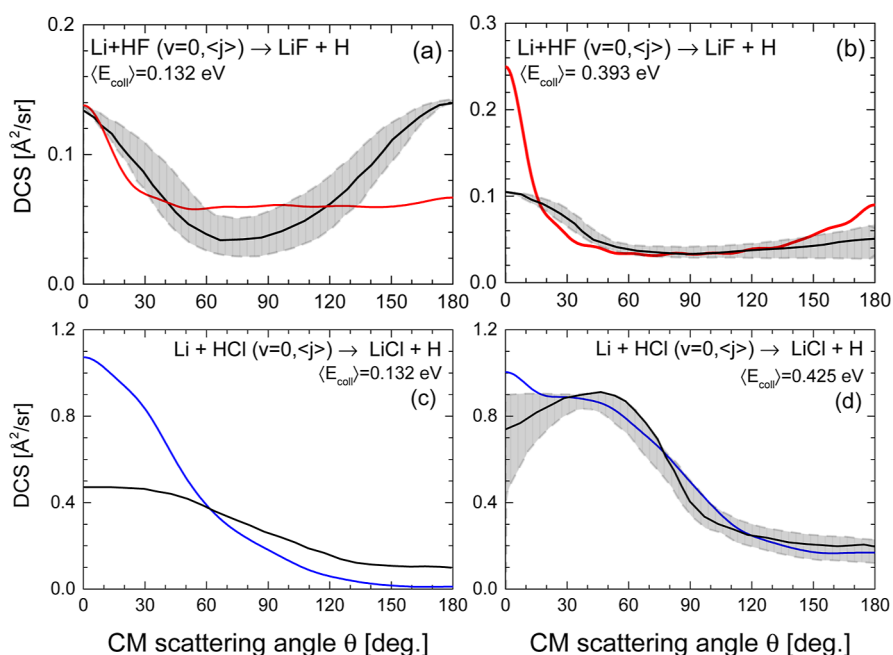 Li+HF (v=0,<j>) → LiF + H
(a)
⟨E_coll⟩=0.132 eV
0.2
0.1
0.0
DCS [Å²/sr]
0 30 60 90 120 150 180
Li+HF (v=0,<j>) → LiF + H
(b)
⟨E_coll⟩= 0.393 eV
0.3
0.2
0.1
0.0
0 30 60 90 120 150 180
Li + HCl (v=0,<j>) → LiCl + H
⟨E_coll⟩=0.132 eV
(c)
1.2
0.8
0.4
0.0
DCS [Å²/sr]
0 30 60 90 120 150 180
CM scattering angle θ [deg.]
Li + HCl (v=0,<j>) → LiCl + H
⟨E_coll⟩=0.425 eV
(d)
1.2
0.8
0.4
0.0
0 30 60 90 120 150 180
CM scattering angle θ [deg.]